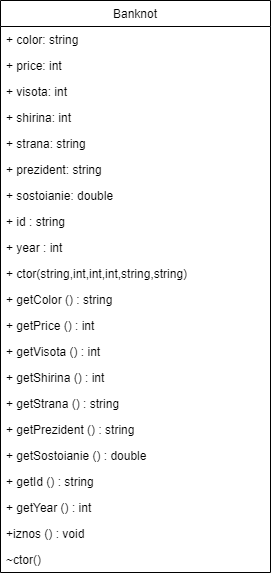 Banknot
+ color: string
+ price: int
+ visota: int
+ shirina: int
+ strana: string
+ prezident: string
+ sostoianie: double
+ id : string
+ year : int
+ ctor(string,int,int,int,string,string)
+ getColor () : string
+ getPrice () : int
+ getVisota () : int
+ getShirina () : int
+ getStrana () : string
+ getPrezident () : string
+ getSostoianie () : double
+ getId () : string
+ getYear () : int
+iznos () : void
~ctor()